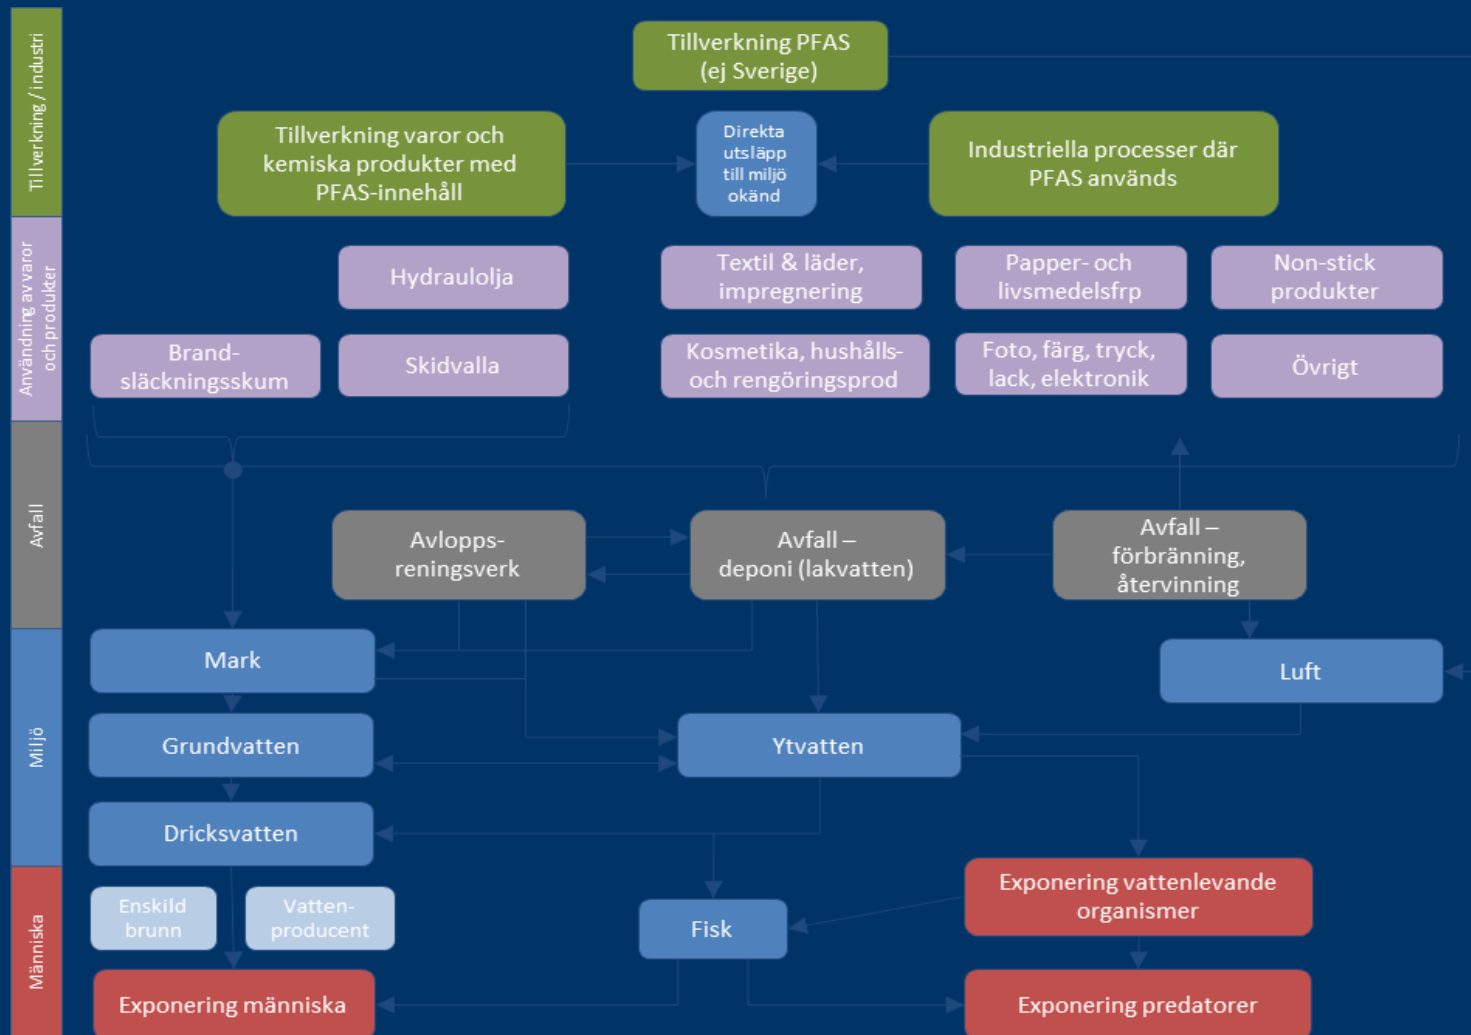 Tillverkning / industri
Tillverkning PFAS
(ej Sverige)
Tillverkning varor och
kemiska produkter med
PFAS-innehåll
Direkta
utsläpp
till miljö
okänd
Industriella processer där
PFAS används
Användning av varor
och produkter
Hydraulolja
Textil & läder,
impregnering
Papper- och
livsmedelsfrp
Non-stick
produkter
Brand-
släckningsskum
Skidvalla
Kosmetika, hushålls-
och rengöringsprod
Foto, färg, tryck,
lack, elektronik
Övrigt
Avfall
Avlopps-
reningsverk
Avfall –
deponi (lakvatten)
Avfall –
förbränning,
återvinning
Miljö
Mark
Luft
Grundvatten
Ytvatten
Dricksvatten
Människa
Enskild
brunn
Vatten-
producent
Fisk
Exponering vattenlevande
organismer
Exponering människa
Exponering predatorer